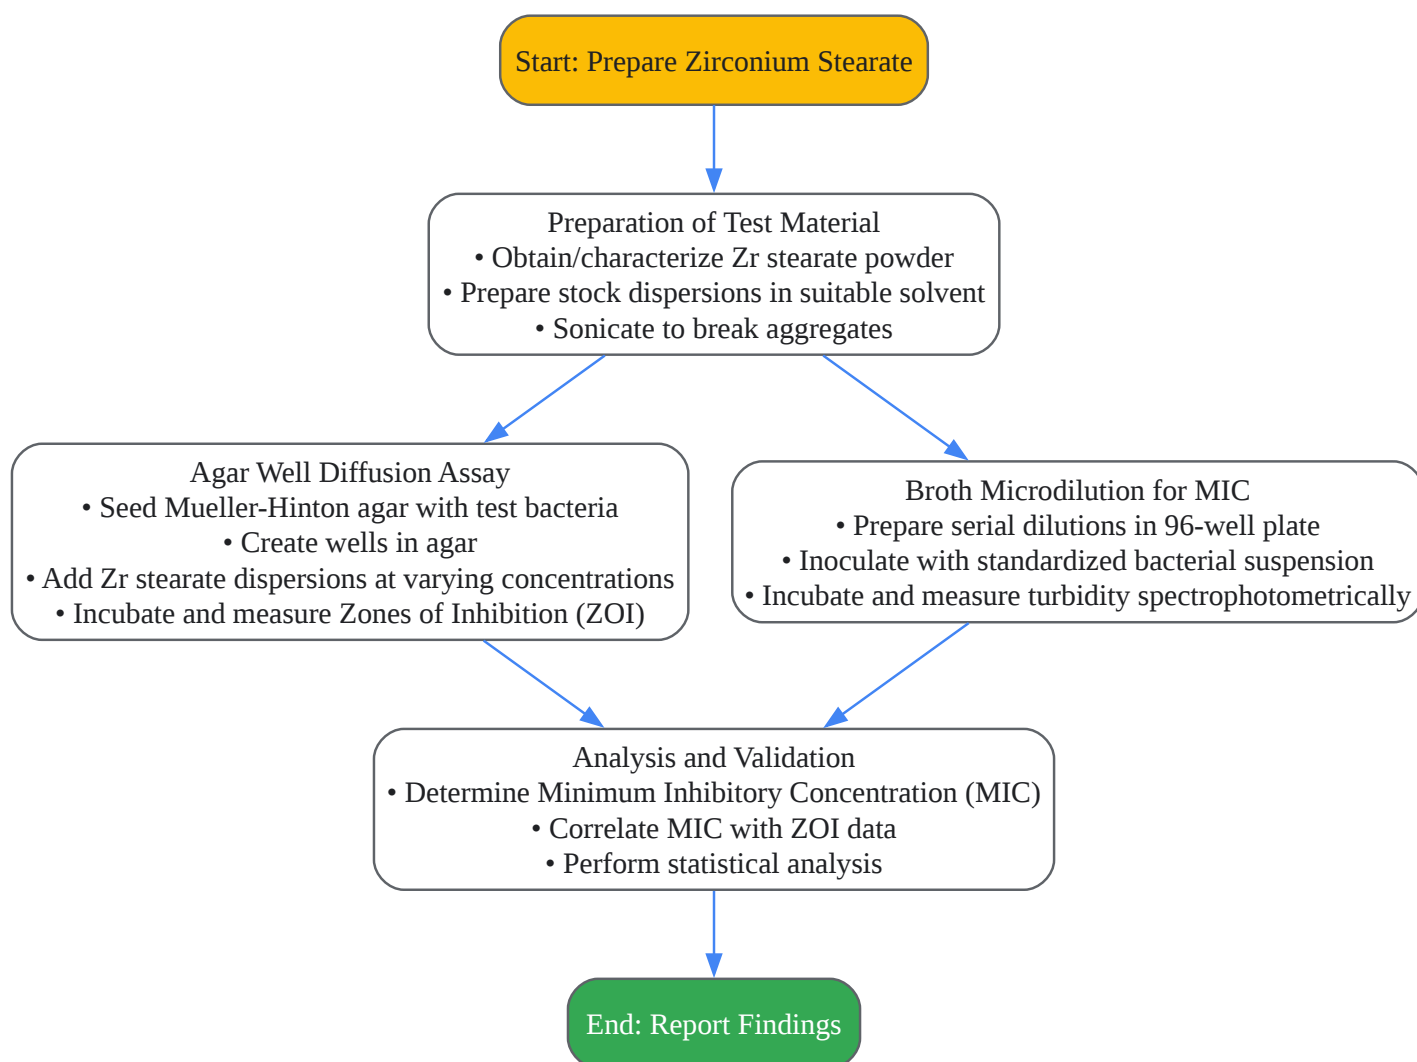 Start: Prepare Zirconium Stearate
Preparation of Test Material
• Obtain/characterize Zr stearate powder
• Prepare stock dispersions in suitable solvent
• Sonicate to break aggregates
Agar Well Diffusion Assay
• Seed Mueller-Hinton agar with test bacteria
• Create wells in agar
• Add Zr stearate dispersions at varying concentrations
• Incubate and measure Zones of Inhibition (ZOI)
Broth Microdilution for MIC
• Prepare serial dilutions in 96-well plate
• Inoculate with standardized bacterial suspension
• Incubate and measure turbidity spectrophotometrically
Analysis and Validation
• Determine Minimum Inhibitory Concentration (MIC)
• Correlate MIC with ZOI data
• Perform statistical analysis
End: Report Findings